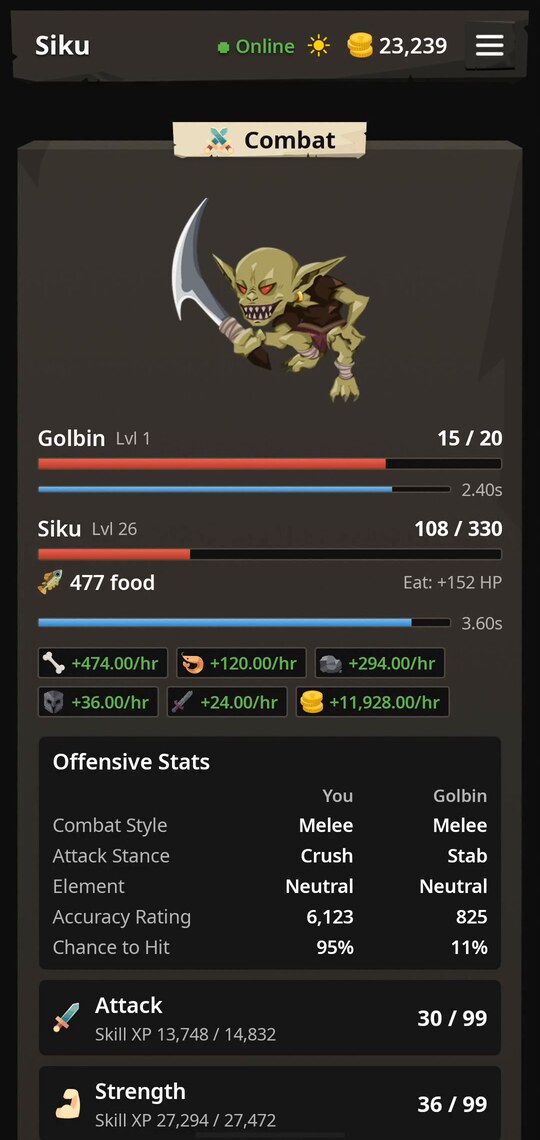 Siku Online 23,239
Combat
Golbin Lvl 1 15 / 20
2.40s
Siku Lvl 26 108 / 330
477 food Eat: +152 HP
3.60s
+474.00/hr +120.00/hr +294.00/hr
+36.00/hr +24.00/hr +11,928.00/hr
Offensive Stats
You Golbin
Combat Style Melee Melee
Attack Stance Crush Stab
Element Neutral Neutral
Accuracy Rating 6,123 825
Chance to Hit 95% 11%
Attack
Skill XP 13,748 / 14,832 30 / 99
Strength
Skill XP 27,294 / 27,472 36 / 99